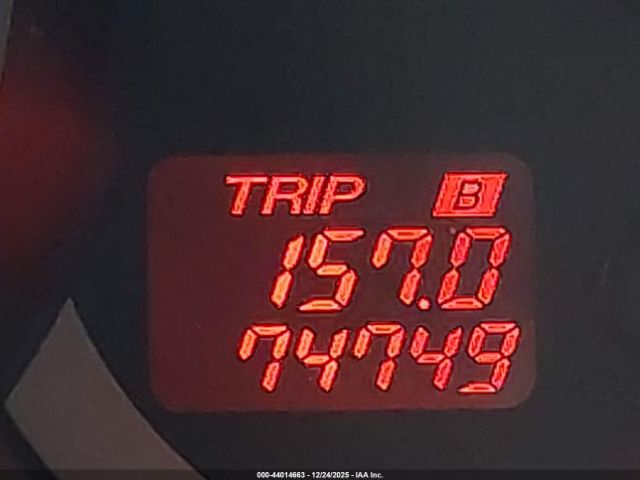 TRIP B
157.0
74749
000-44014663 - 12/24/2025 - IAA Inc.